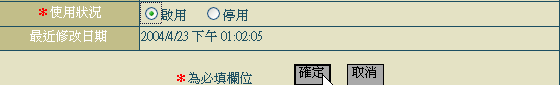 *使用狀況 啟用 停用
最近修改日期 2004/4/23 下午 01:02:05
*為必填欄位 確定 取消